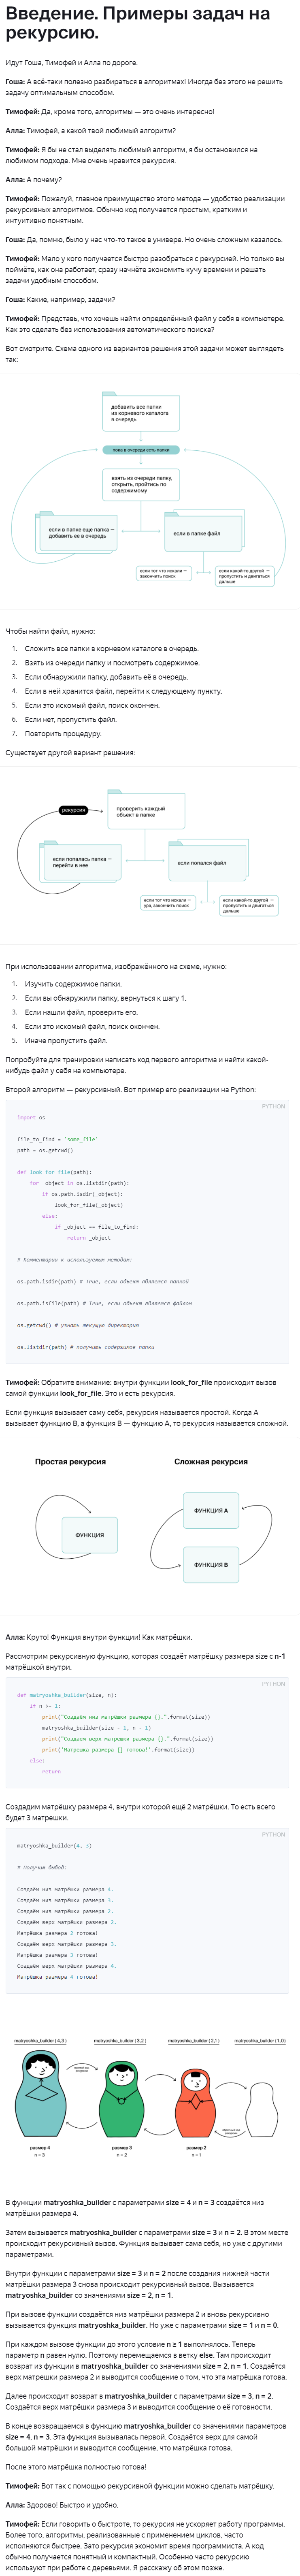 Введение. Примеры задач на
рекурсию.
Идут Гоша, Тимофей и Алла по дороге.
Гоша: А всё-таки полезно разбираться в алгоритмах! Иногда без этого не решить
задачу оптимальным способом.
Тимофей: Да, кроме того, алгоритмы — это очень интересно!
Алла: Тимофей, а какой твой любимый алгоритм?
Тимофей: Я бы не стал выделять любимый алгоритм, я бы остановился на
любимом подходе. Мне очень нравится рекурсия.
Алла: А почему?
Тимофей: Пожалуй, главное преимущество этого метода — удобство реализации
рекурсивных алгоритмов. Обычно код получается простым, кратким и
интуитивно понятным.
Гоша: Да, помню, было у нас что-то такое в универе. Но очень сложным казалось.
Тимофей: Мало у кого получается быстро разобраться с рекурсией. Но только вы
поймёте, как она работает, сразу начнёте экономить кучу времени и решать
задачи удобным способом.
Гоша: Какие, например, задачи?
Тимофей: Представь, что хочешь найти определённый файл у себя в компьютере.
Как это сделать без использования автоматического поиска?
Вот смотрите. Схема одного из вариантов решения этой задачи может выглядеть
так:
добавить все папки
из корневого каталога
в очередь
пока в очереди есть папки
взять из очереди папку,
открыть, пройтись по
содержимому
если в папке еще папка —
добавить ее в очередь
если в папке файл
если тот что искали —
закончить поиск
если какой-то другой —
пропустить и двигаться
дальше
Чтобы найти файл, нужно:
1. Сложить все папки в корневом каталоге в очередь.
2. Взять из очереди папку и посмотреть содержимое.
3. Если обнаружили папку, добавить её в очередь.
4. Если в ней хранится файл, перейти к следующему пункту.
5. Если это искомый файл, поиск окончен.
6. Если нет, пропустить файл.
7. Повторить процедуру.
Существует другой вариант решения:
рекурсия
проверить каждый
объект в папке
если попалась папка —
перейти в нее
если попался файл
если тот что искали —
ура, закончить поиск
если какой-то другой —
пропустить и двигаться
дальше
При использовании алгоритма, изображённого на схеме, нужно:
1. Изучить содержимое папки.
2. Если вы обнаружили папку, вернуться к шагу 1.
3. Если нашли файл, проверить его.
4. Если это искомый файл, поиск окончен.
5. Иначе пропустить файл.
Попробуйте для тренировки написать код первого алгоритма и найти какой-
нибудь файл у себя на компьютере.
Второй алгоритм — рекурсивный. Вот пример его реализации на Python:
PYTHON
import os
file_to_find = 'some_file'
path = os.getcwd()
def look_for_file(path):
for _object in os.listdir(path):
if os.path.isdir(_object):
look_for_file(_object)
else:
if _object == file_to_find:
return _object
# Комментарии к используемым методам:
os.path.isdir(path) # True, если объект является папкой
os.path.isfile(path) # True, если объект является файлом
os.getcwd() # узнать текущую директорию
os.listdir(path) # получить содержимое папки
Тимофей: Обратите внимание: внутри функции look_for_file происходит вызов
самой функции look_for_file. Это и есть рекурсия.
Если функция вызывает саму себя, рекурсия называется простой. Когда А
вызывает функцию B, а функция B — функцию A, то рекурсия называется сложной.
Простая рекурсия
Сложная рекурсия
ФУНКЦИЯ
ФУНКЦИЯ A
ФУНКЦИЯ B
Алла: Круто! Функция внутри функции! Как матрёшки.
Рассмотрим рекурсивную функцию, которая создаёт матрёшку размера size с n-1
матрёшкой внутри.
PYTHON
def matryoshka_builder(size, n):
if n >= 1:
print("Создаём низ матрёшки размера {}.".format(size))
matryoshka_builder(size - 1, n - 1)
print("Создаем верх матрешки размера {}.".format(size))
print('Матрешка размера {} готова!'.format(size))
else:
return
Создадим матрёшку размера 4, внутри которой ещё 2 матрёшки. То есть всего
будет 3 матрешки.
PYTHON
matryoshka_builder(4, 3)
# Получим вывод:
Создаём низ матрёшки размера 4.
Создаём низ матрёшки размера 3.
Создаём низ матрёшки размера 2.
Создаём верх матрёшки размера 2.
Матрёшка размера 2 готова!
Создаём верх матрёшки размера 3.
Матрёшка размера 3 готова!
Создаём верх матрёшки размера 4.
Матрёшка размера 4 готова!
matryoshka_builder (4,3 )
matryoshka_builder ( 3,2 )
matryoshka_builder ( 2,1 )
matryoshka_builder ( 1,0 )
размер 4
n = 3
размер 3
n = 2
размер 2
n = 1
В функции matryoshka_builder с параметрами size = 4 и n = 3 создаётся низ
матрёшки размера 4.
Затем вызывается matryoshka_builder с параметрами size = 3 и n = 2. В этом месте
происходит рекурсивный вызов. Функция вызывает сама себя, но уже с другими
параметрами.
Внутри функции с параметрами size = 3 и n = 2 после создания нижней части
матрёшки размера 3 снова происходит рекурсивный вызов. Вызывается
matryoshka_builder со значениями size = 2, n = 1.
При вызове функции создаётся низ матрёшки размера 2 и вновь рекурсивно
вызывается функция matryoshka_builder. Но уже с параметрами size = 1 и n = 0.
При каждом вызове функции до этого условие n ≥ 1 выполнялось. Теперь
параметр n равен нулю. Поэтому перемещаемся в ветку else. Там происходит
возврат из функции в matryoshka_builder со значениями size = 2, n = 1. Создаётся
верх матрешки размера 2 и выводится сообщение о том, что эта матрёшка готова.
Далее происходит возврат в matryoshka_builder с параметрами size = 3, n = 2.
Создаётся верх матрёшки размера 3 и выводится сообщение о её готовности.
В конце возвращаемся в функцию matryoshka_builder со значениями параметров
size = 4, n = 3. Эта функция вызывалась первой. Создаётся верх для самой
большой матрёшки и выводится сообщение, что матрёшка готова.
После этого матрёшка полностью готова!
Тимофей: Вот так с помощью рекурсивной функции можно сделать матрёшку.
Алла: Здорово! Быстро и удобно.
Тимофей: Если говорить о быстроте, то рекурсия не ускоряет работу программы.
Более того, алгоритмы, реализованные с применением циклов, часто
исполняются быстрее. Зато рекурсия экономит время программиста. А код
обычно получается понятный и компактный. Особенно часто рекурсию
используют при работе с деревьями. Я расскажу об этом позже.